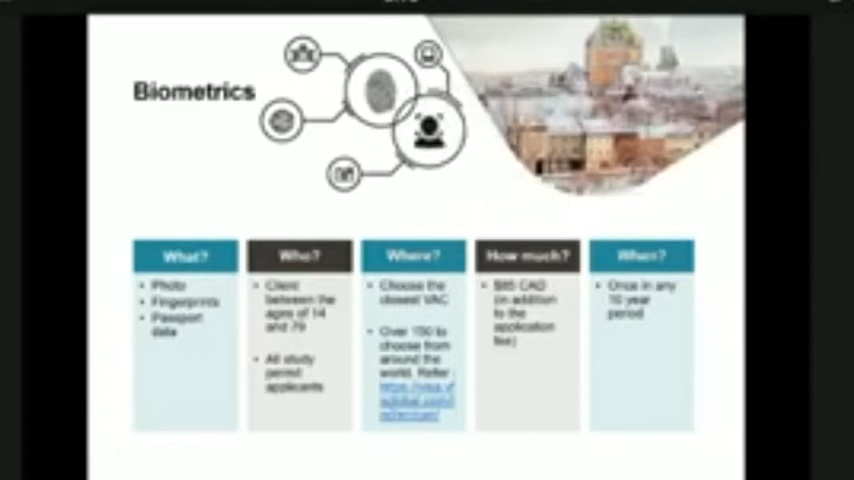 Biometrics
What?
• Photo
• Fingerprints
• Passport
data
Who?
• Client
between the
ages of 14
and 79
• All study
permit
applicants
Where?
• Choose the
closest VAC
• Over 150 to
choose from
around the
world. Refer
How much?
• $85 CAD
(in addition
to the
application
fee)
When?
• Once in any
10 year
period